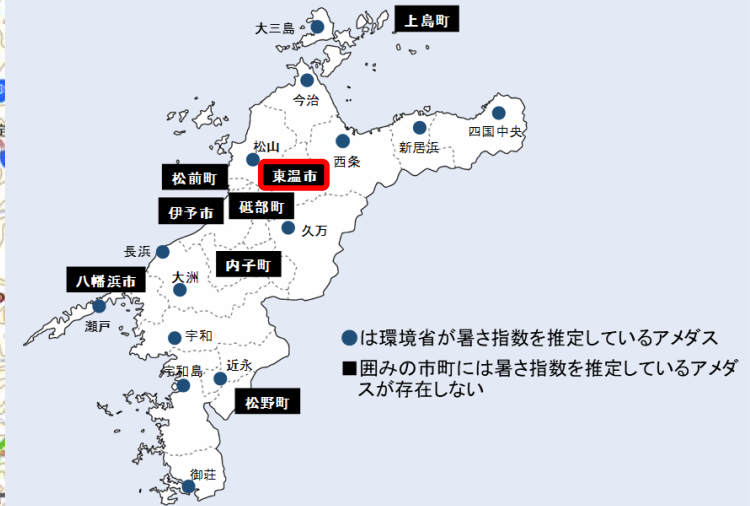 大三島
上島町
今治
四国中央
新居浜
松山
西条
松前町
東温市
伊予市
砥部町
久万
長浜
内子町
八幡浜市
大洲
瀬戸
宇和
●は環境省が暑さ指数を推定しているアメダス
近永
宇和島
■囲みの市町には暑さ指数を推定しているアメダ
スが存在しない
松野町
御荘